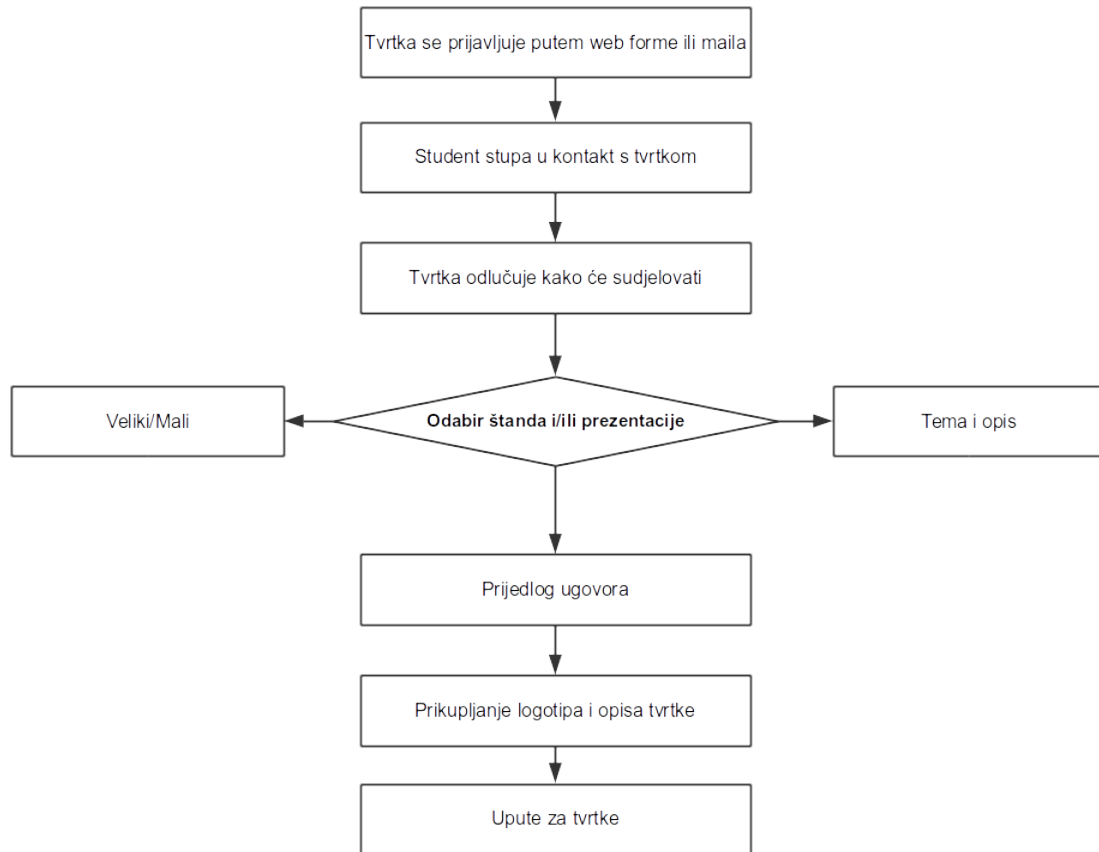 Tvrtka se prijavljuje putem web forme ili maila
Student stupa u kontakt s tvrtkom
Tvrtka odlučuje kako će sudjelovati
Veliki/Mali
Odabir štanda i/ili prezentacije
Tema i opis
Prijedlog ugovora
Prikupljanje logotipa i opisa tvrtke
Upute za tvrtke